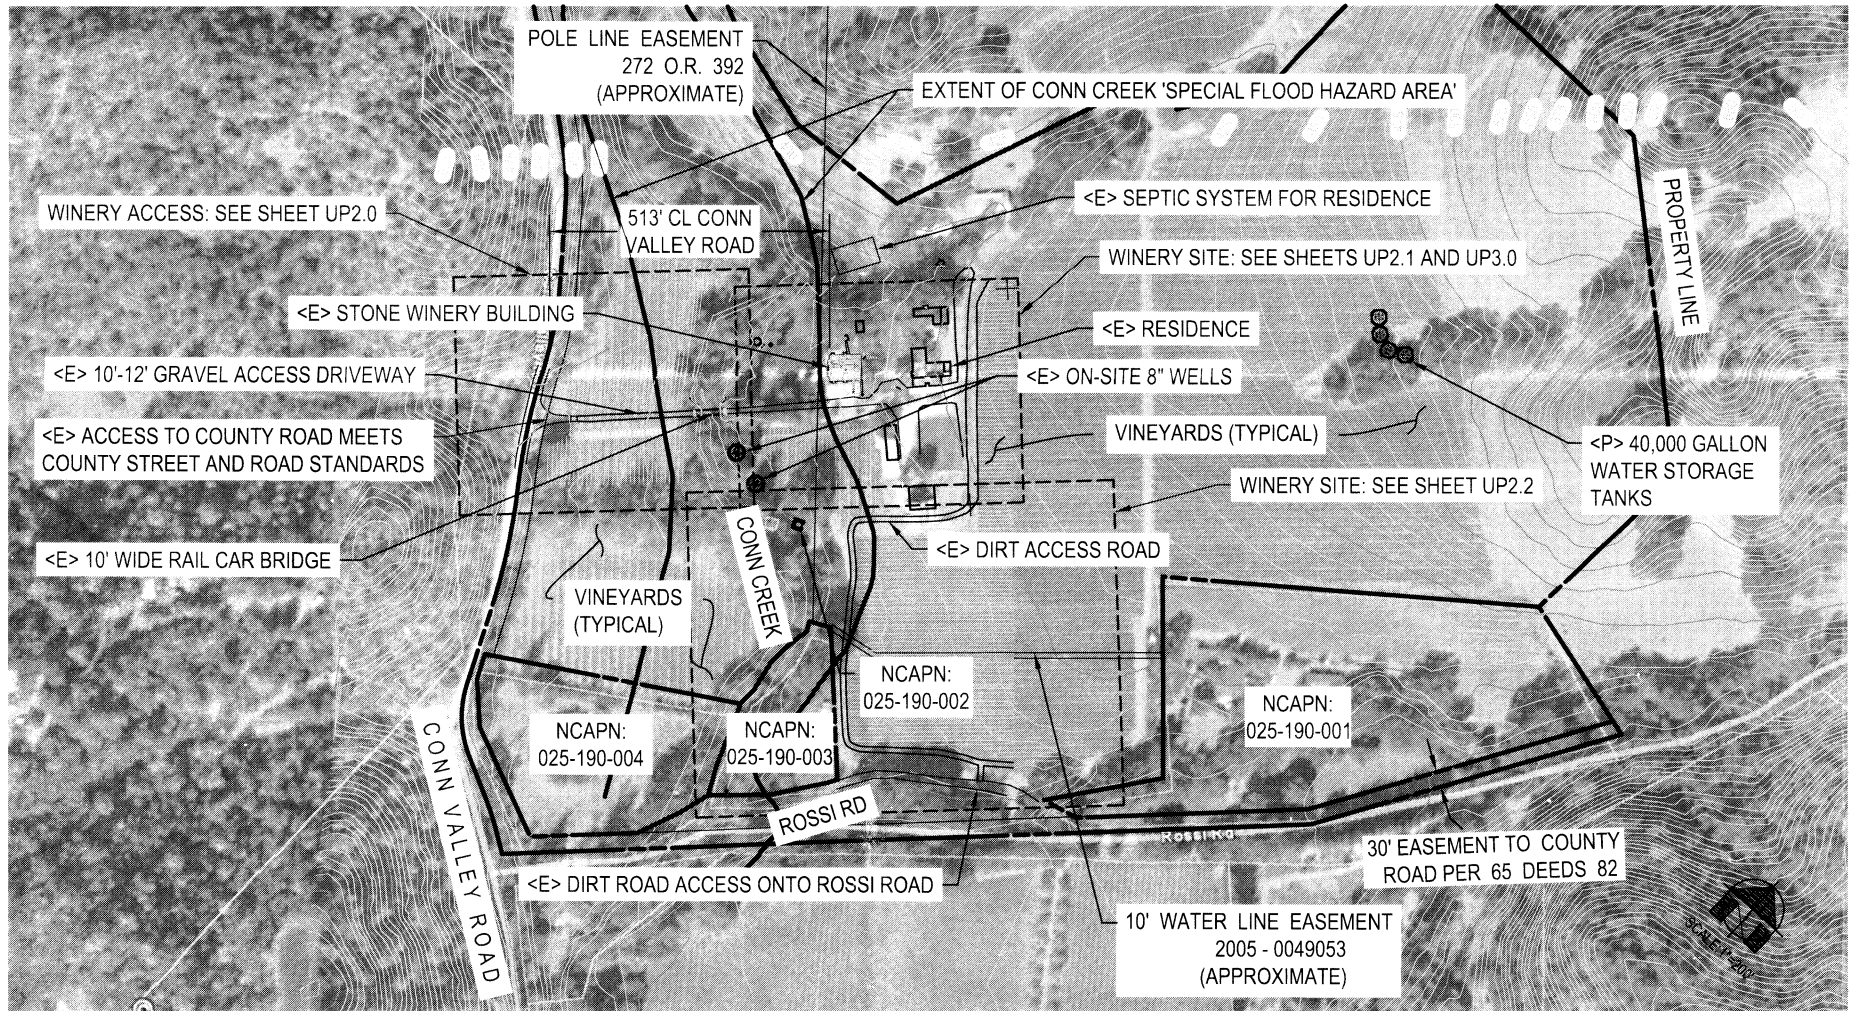 POLE LINE EASEMENT
272 O.R. 392
(APPROXIMATE)
EXTENT OF CONN CREEK 'SPECIAL FLOOD HAZARD AREA'
WINERY ACCESS: SEE SHEET UP2.0
513' CL CONN
VALLEY ROAD
<E> SEPTIC SYSTEM FOR RESIDENCE
PROPERTY LINE
WINERY SITE: SEE SHEETS UP2.1 AND UP3.0
<E> STONE WINERY BUILDING
<E> RESIDENCE
<E> 10'-12' GRAVEL ACCESS DRIVEWAY
<E> ON-SITE 8" WELLS
<E> ACCESS TO COUNTY ROAD MEETS
COUNTY STREET AND ROAD STANDARDS
VINEYARDS (TYPICAL)
<P> 40,000 GALLON
WATER STORAGE
TANKS
WINERY SITE: SEE SHEET UP2.2
<E> 10' WIDE RAIL CAR BRIDGE
CONN CREEK
<E> DIRT ACCESS ROAD
VINEYARDS
(TYPICAL)
NCAPN:
025-190-002
NCAPN:
025-190-001
NCAPN:
025-190-004
NCAPN:
025-190-003
CONN VALLEY ROAD
ROSSI RD
Rossi Rd
30' EASEMENT TO COUNTY
ROAD PER 65 DEEDS 82
<E> DIRT ROAD ACCESS ONTO ROSSI ROAD
10' WATER LINE EASEMENT
2005 - 0049053
(APPROXIMATE)
SCALE: 1"=200'